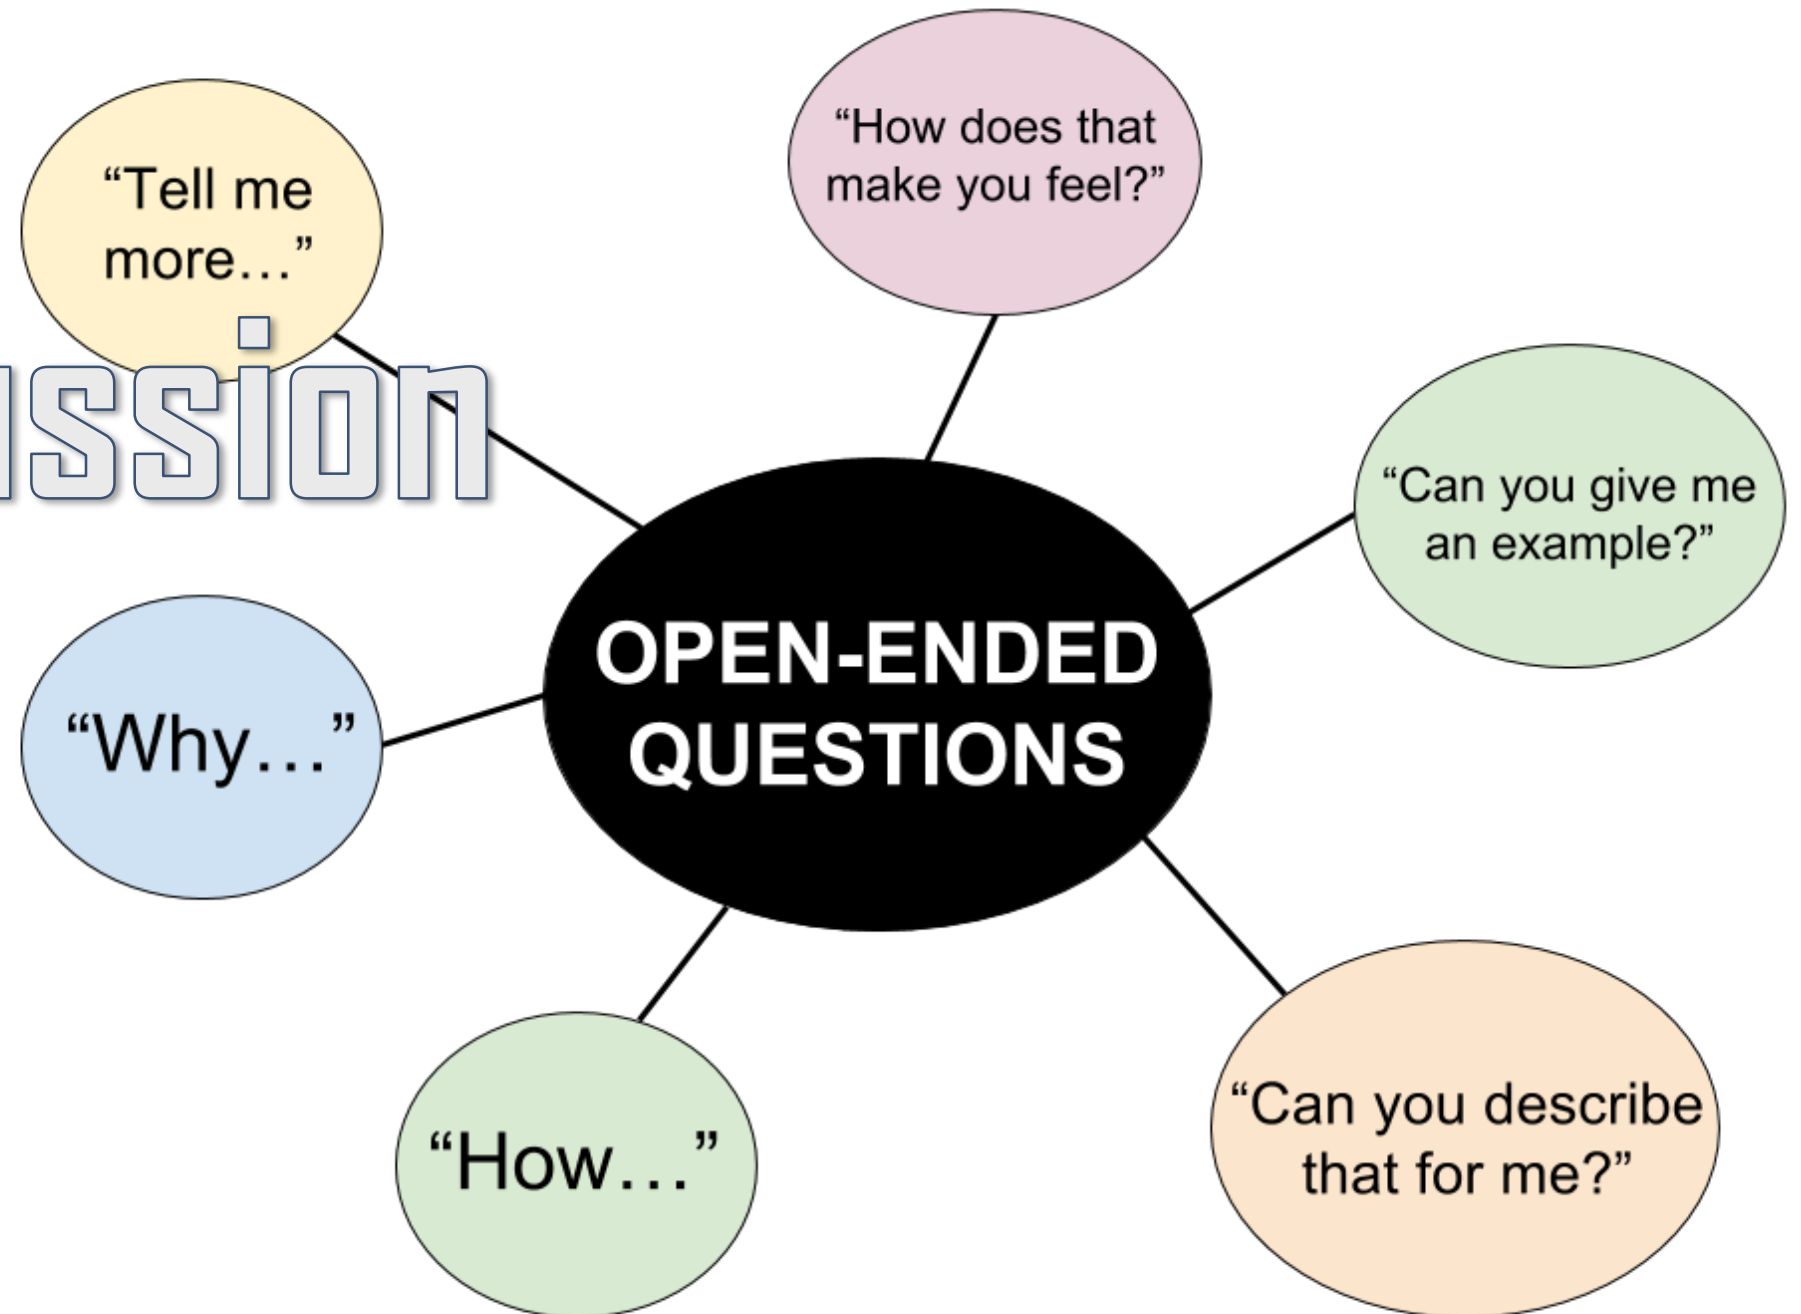 “How does that
make you feel?”
“Tell me
more…”
“Can you give me
an example?”
OPEN-ENDED
QUESTIONS
“Why…”
“Can you describe
that for me?”
“How…”